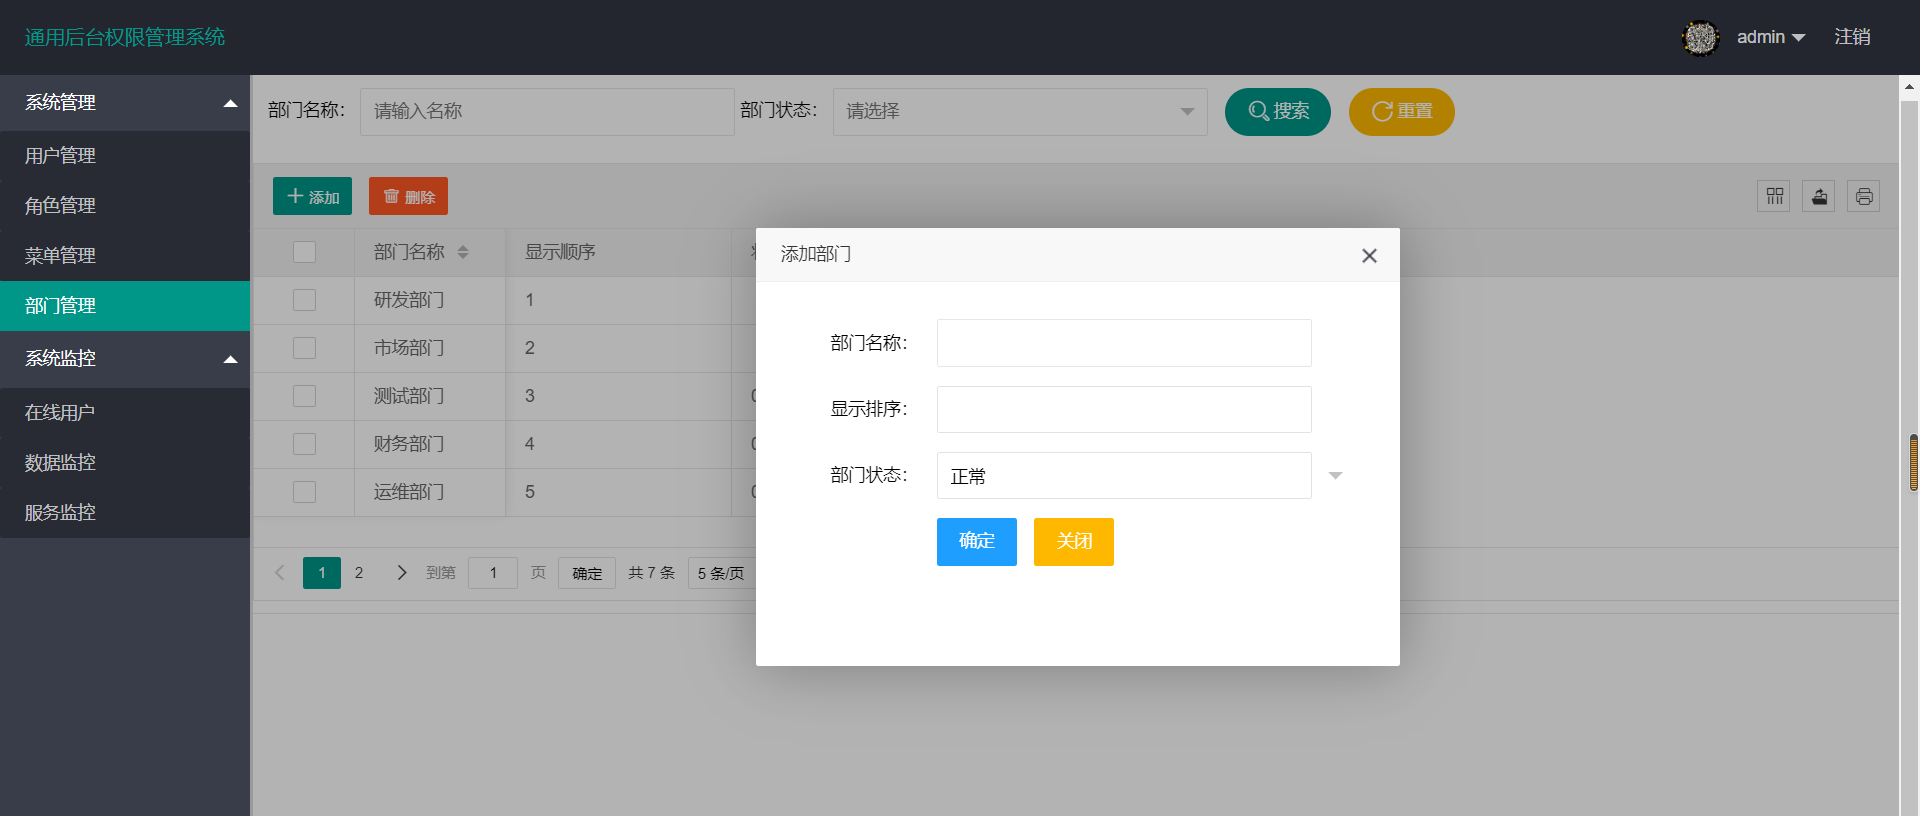 通用后台权限管理系统
admin
注销
系统管理
用户管理
角色管理
菜单管理
部门管理
系统监控
在线用户
数据监控
服务监控
部门名称：
请输入名称
部门状态：
请选择
搜索
重置
添加
删除
部门名称
显示顺序
研发部门 1
市场部门 2
测试部门 3
财务部门 4
运维部门 5
1 2 到第 1 页 确定 共 7 条 5 条/页
添加部门
部门名称：
显示排序：
部门状态： 正常
确定 关闭